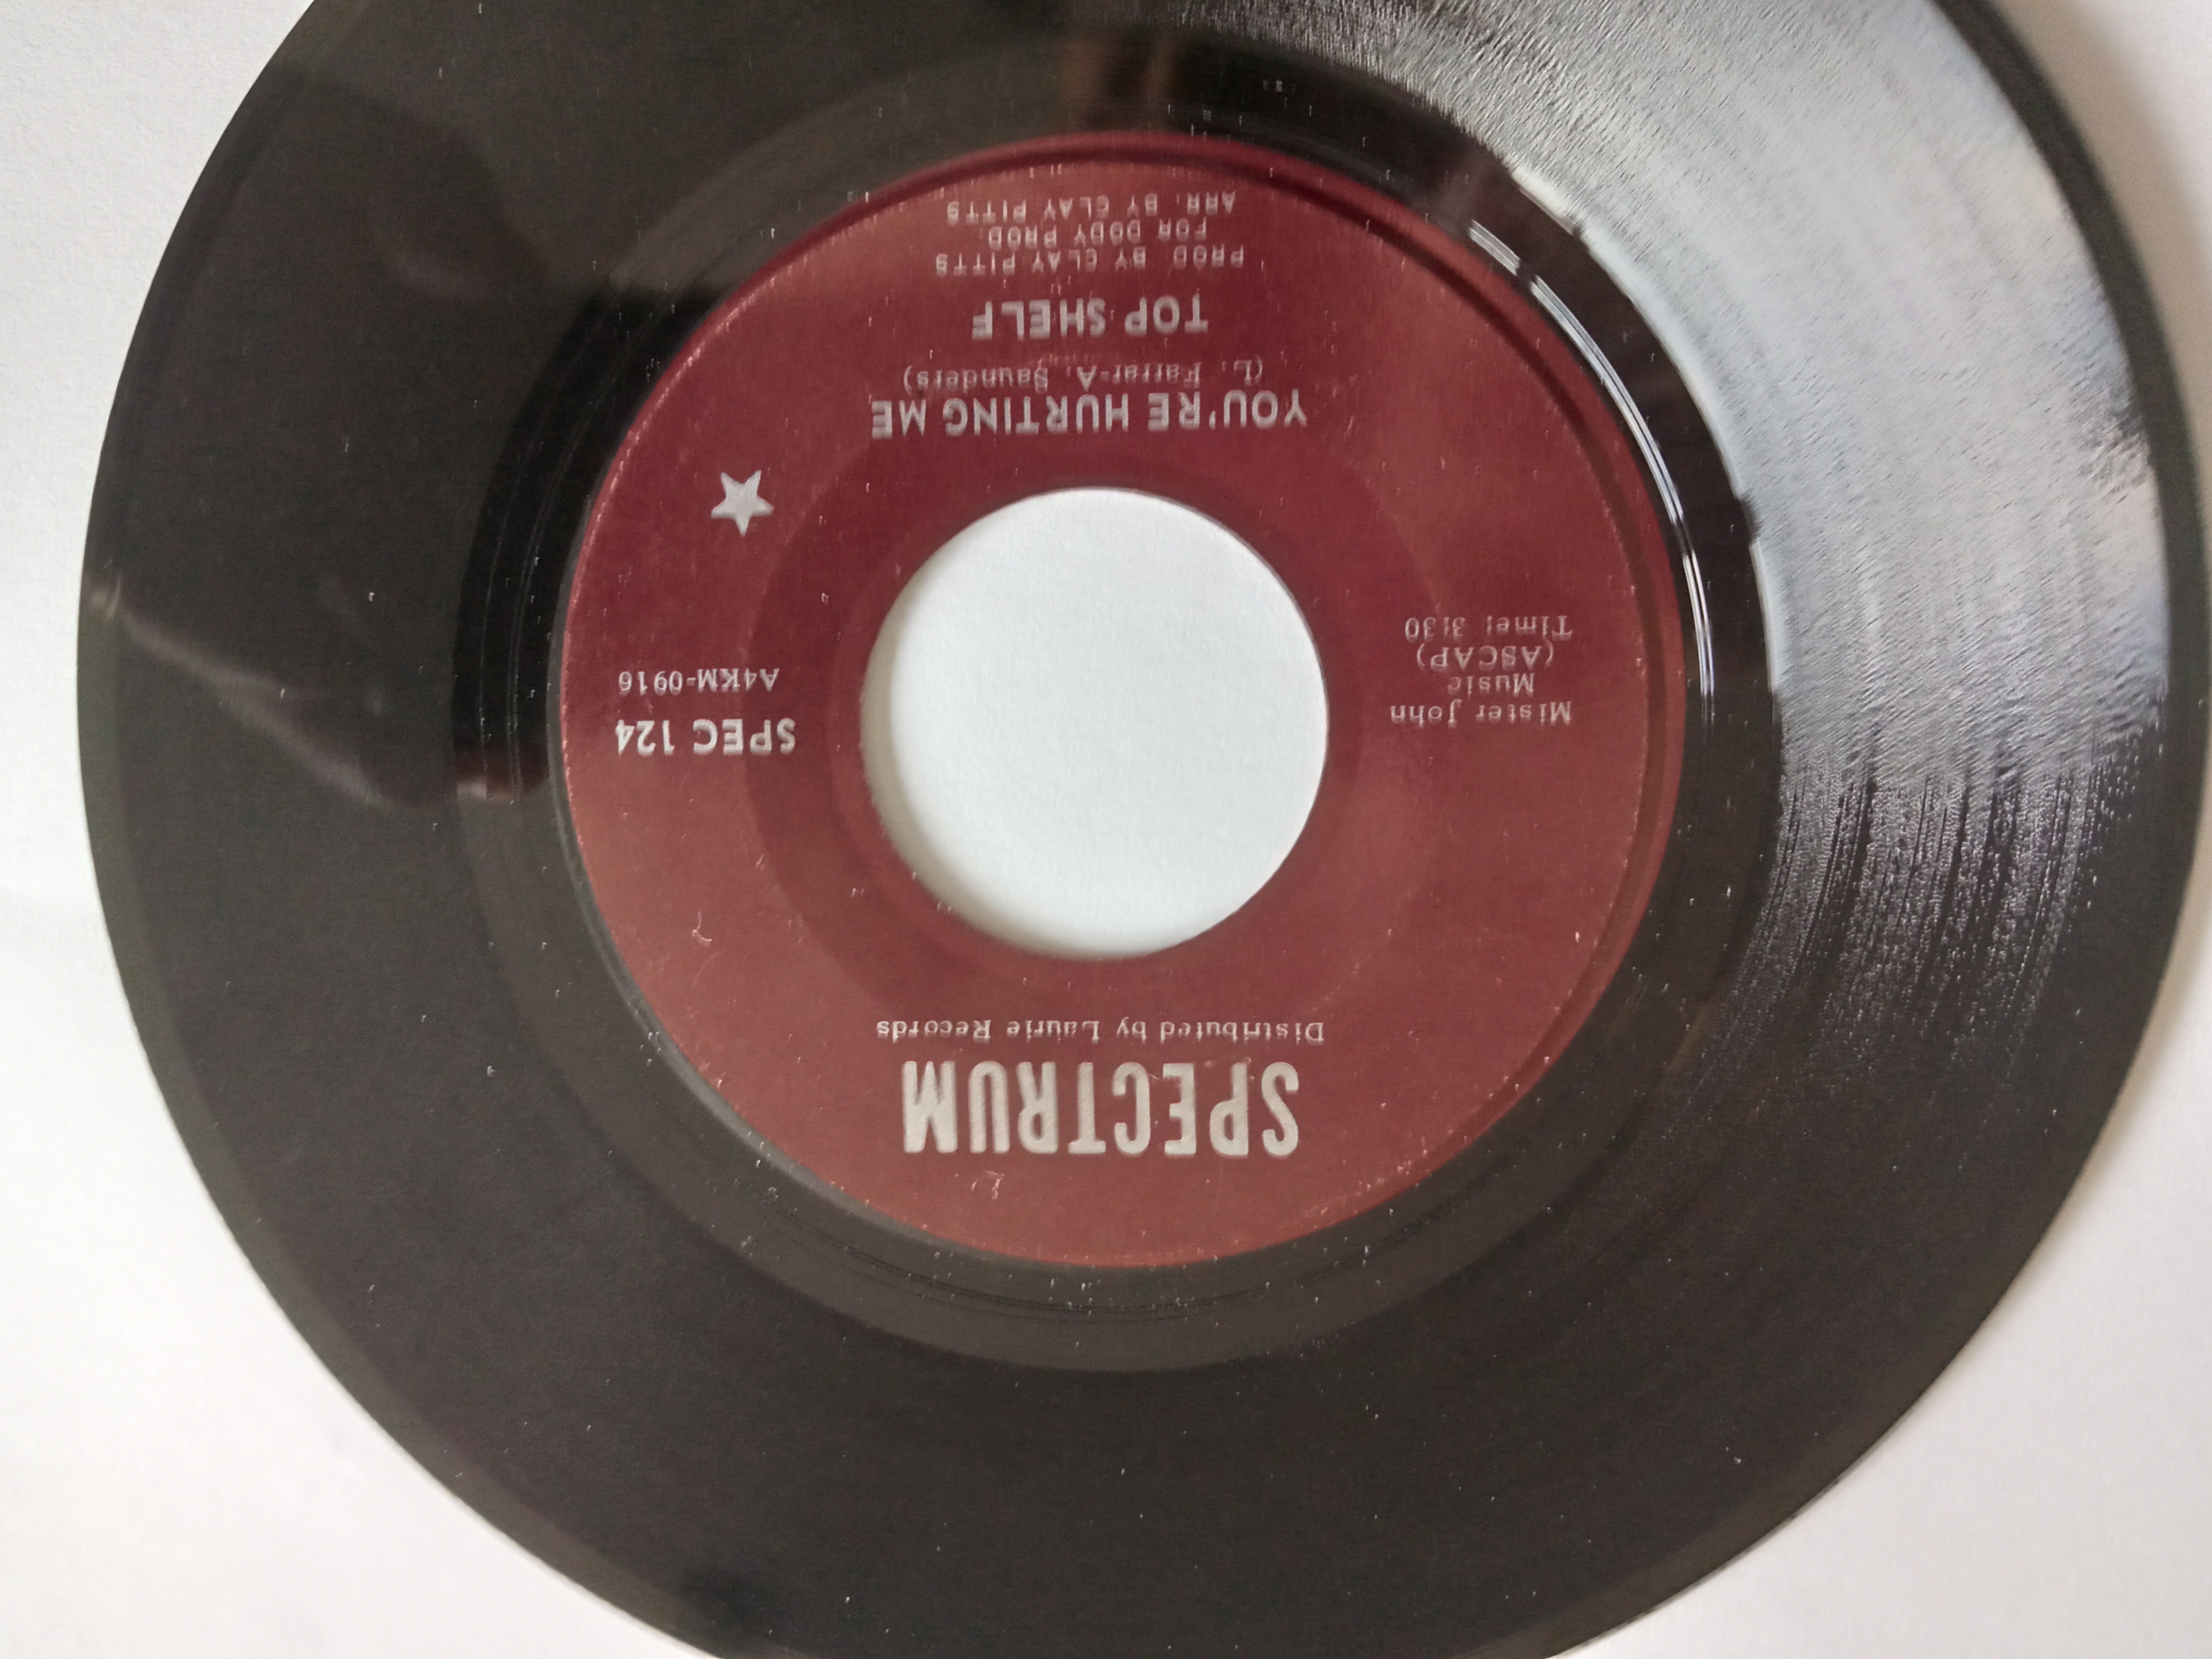 SPECTRUM
Distributed by Laurie Records
Mister John
Music
(ASCAP)
Time: 3:30
SPEC 124
A4KM-0916
YOU'RE HURTING ME
(L. Farrar-A. Saunders)
TOP SHELF
PROD. BY CLAY PITTS
FOR DODY PROD.
ARR. BY CLAY PITTS